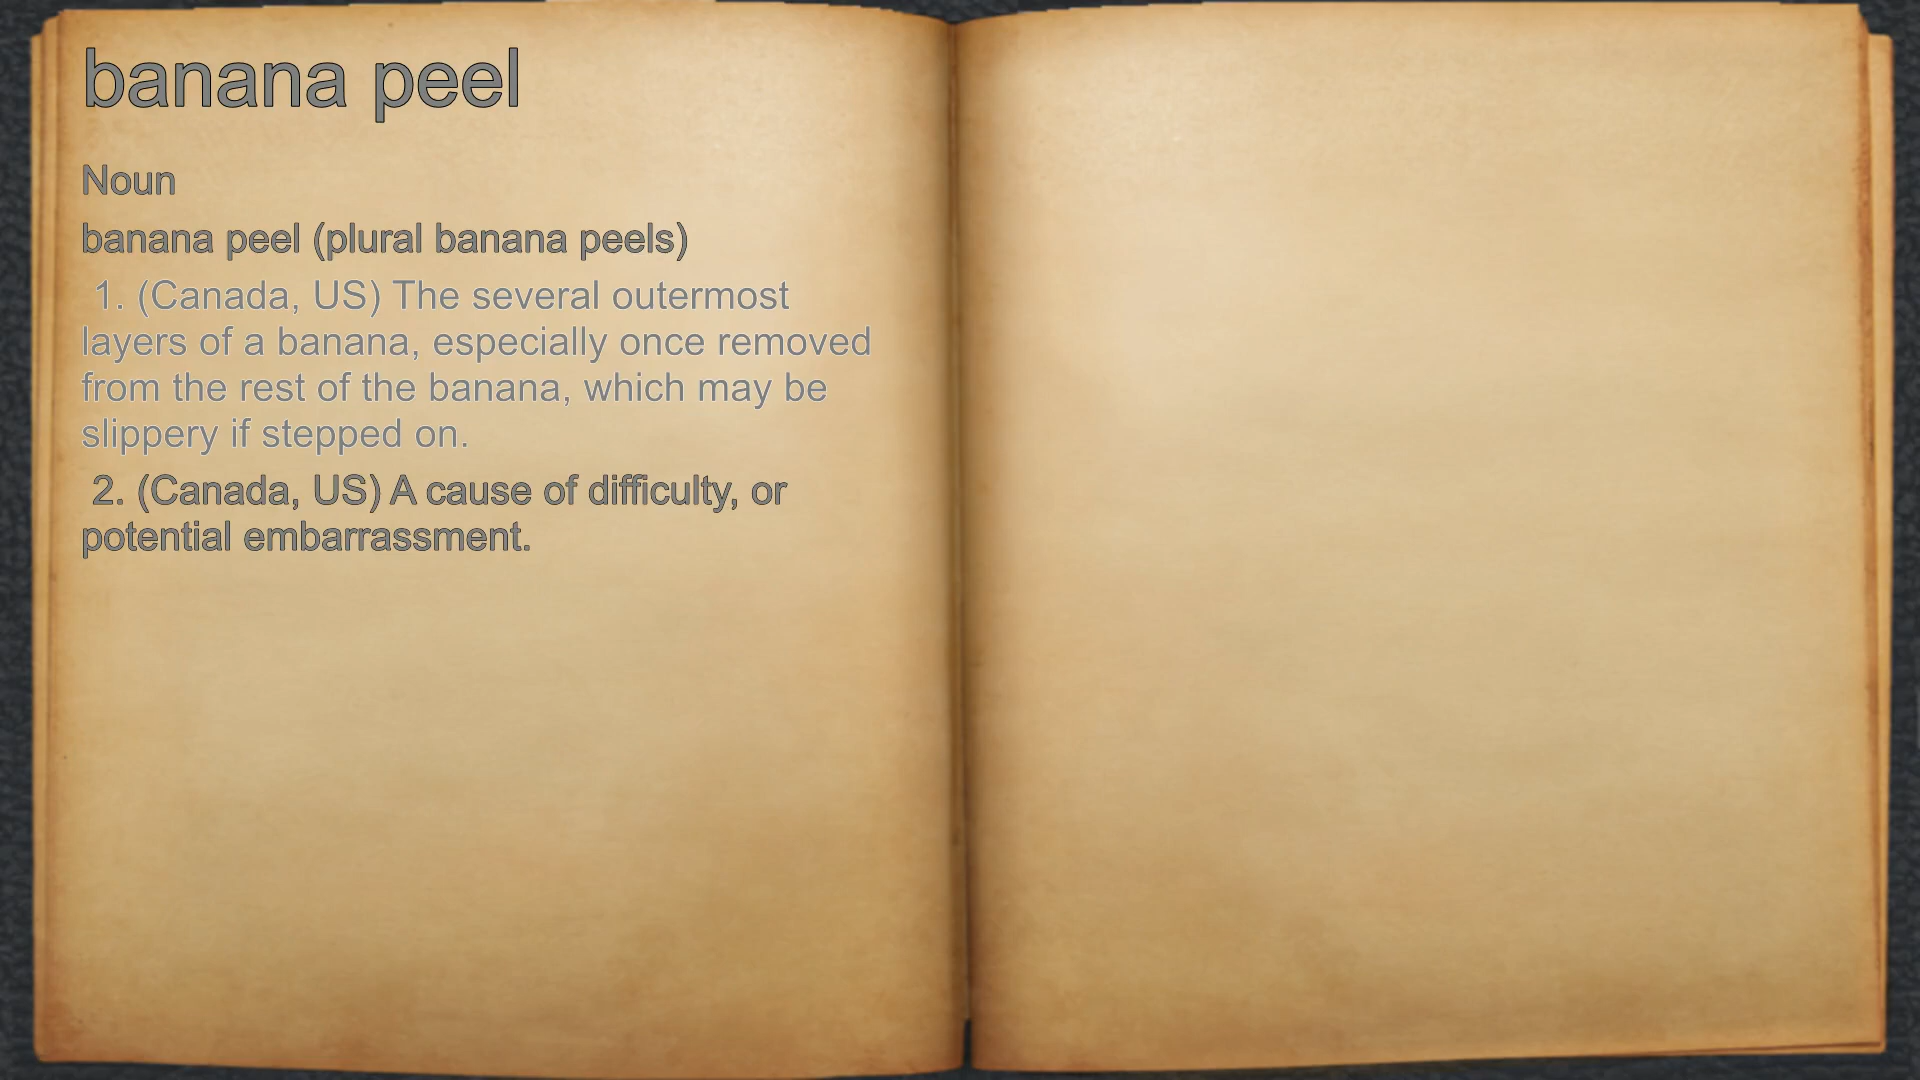 banana peel
Noun
banana peel (plural banana peels)
1. (Canada, US) The several outermost
layers of a banana, especially once removed
from the rest of the banana, which may be
slippery if stepped on.
2. (Canada, US) A cause of difficulty, or
potential embarrassment.